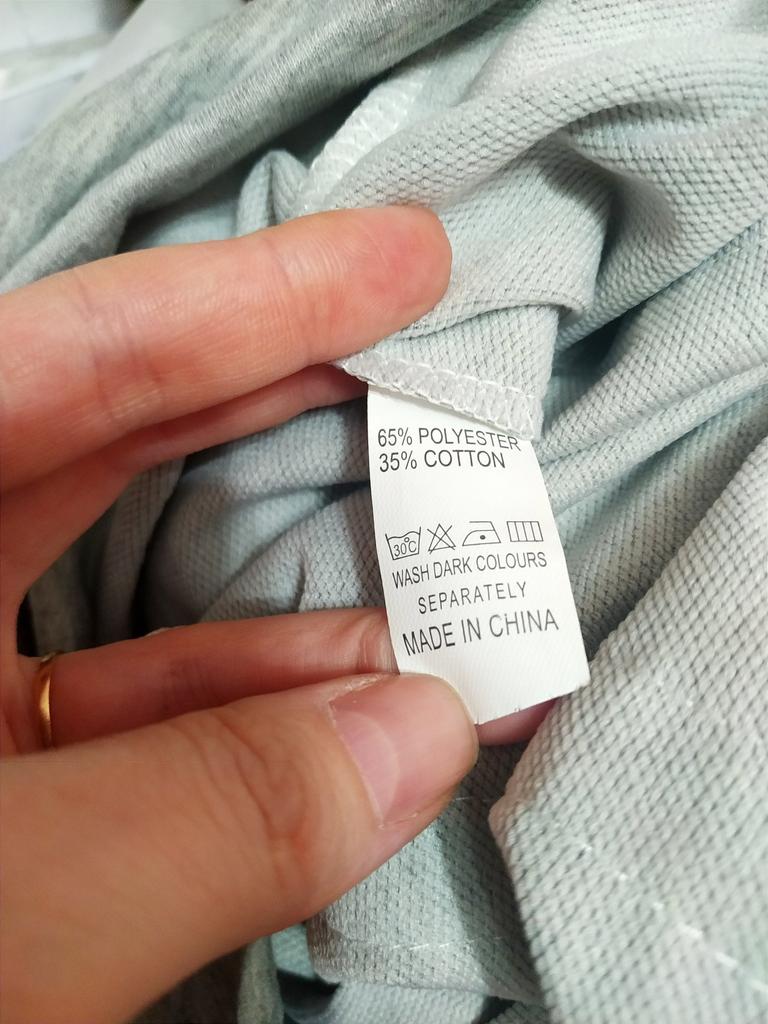 65% POLYESTER
35% COTTON
30°C
WASH DARK COLOURS
SEPARATELY
MADE IN CHINA